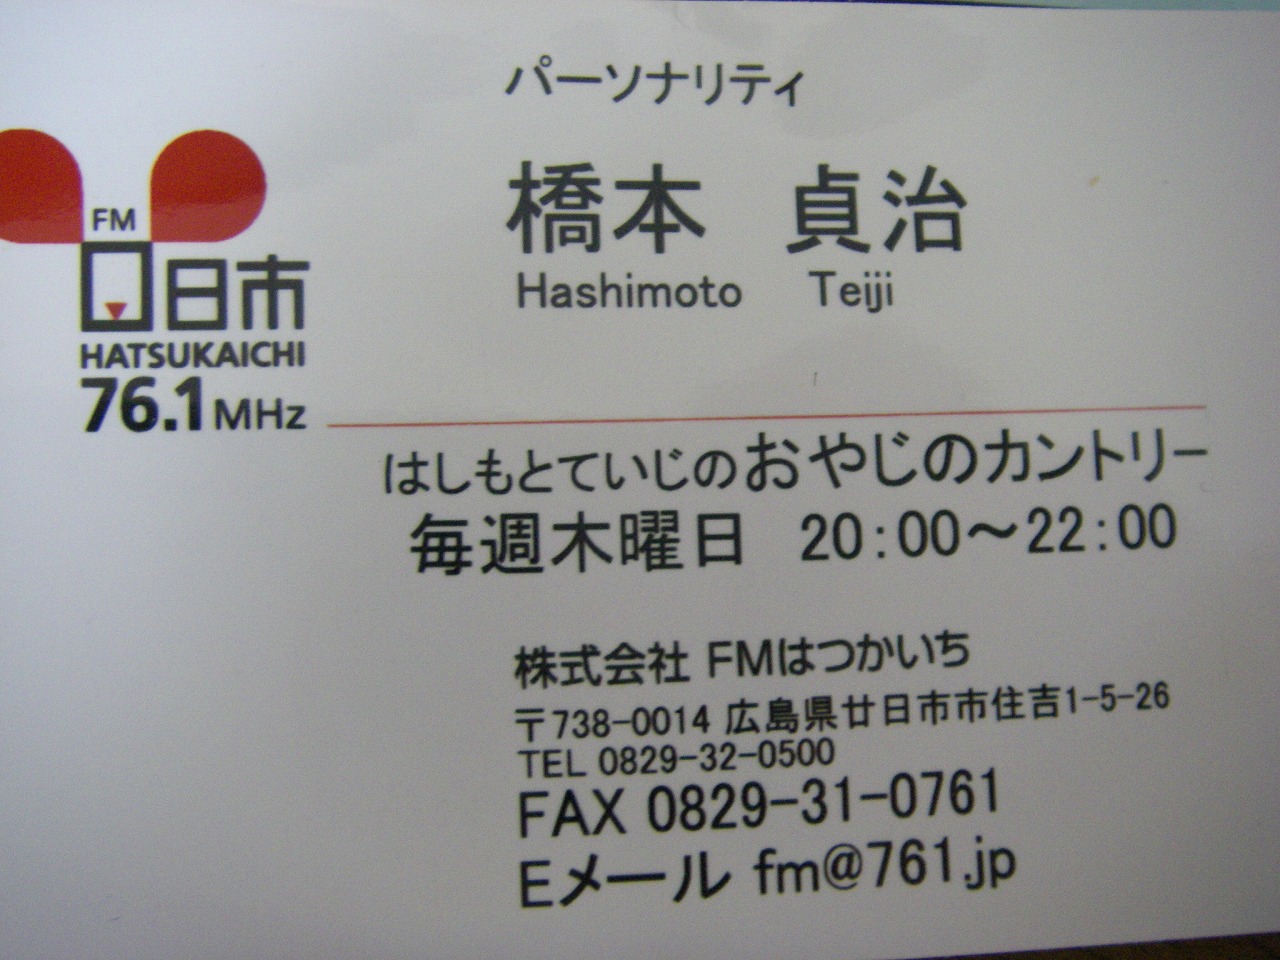 パーソナリティ
橋本 貞治
Hashimoto Teiji
FM
廿日市
HATSUKAICHI
76.1MHz
はしもとていじのおやじのカントリー
毎週木曜日 20:00～22:00
株式会社 FMはつかいち
〒738-0014 広島県廿日市市住吉1-5-26
TEL 0829-32-0500
FAX 0829-31-0761
Eメール fm@761.jp